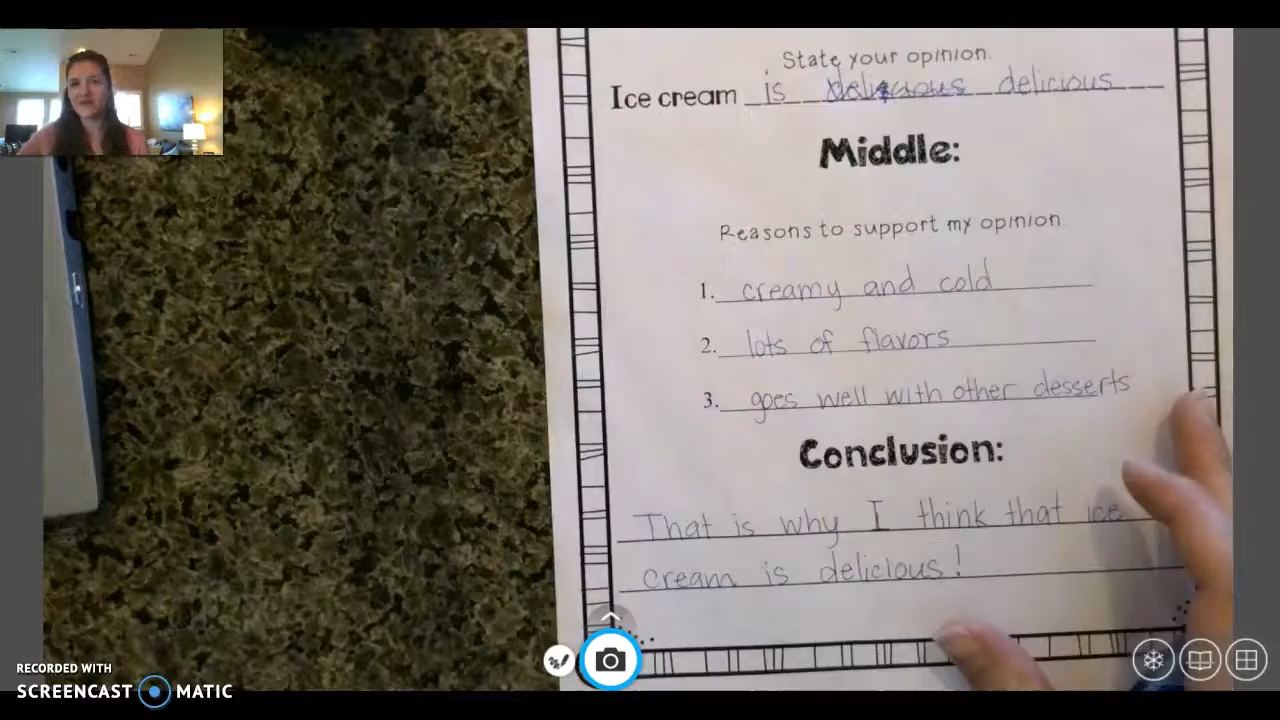 State your opinion.
Ice cream is delicious
Middle:
Reasons to support my opinion
1. creamy and cold
2. lots of flavors
3. goes well with other desserts
Conclusion:
That is why I think that ice
cream is delicious!
RECORDED WITH
SCREENCAST MATIC